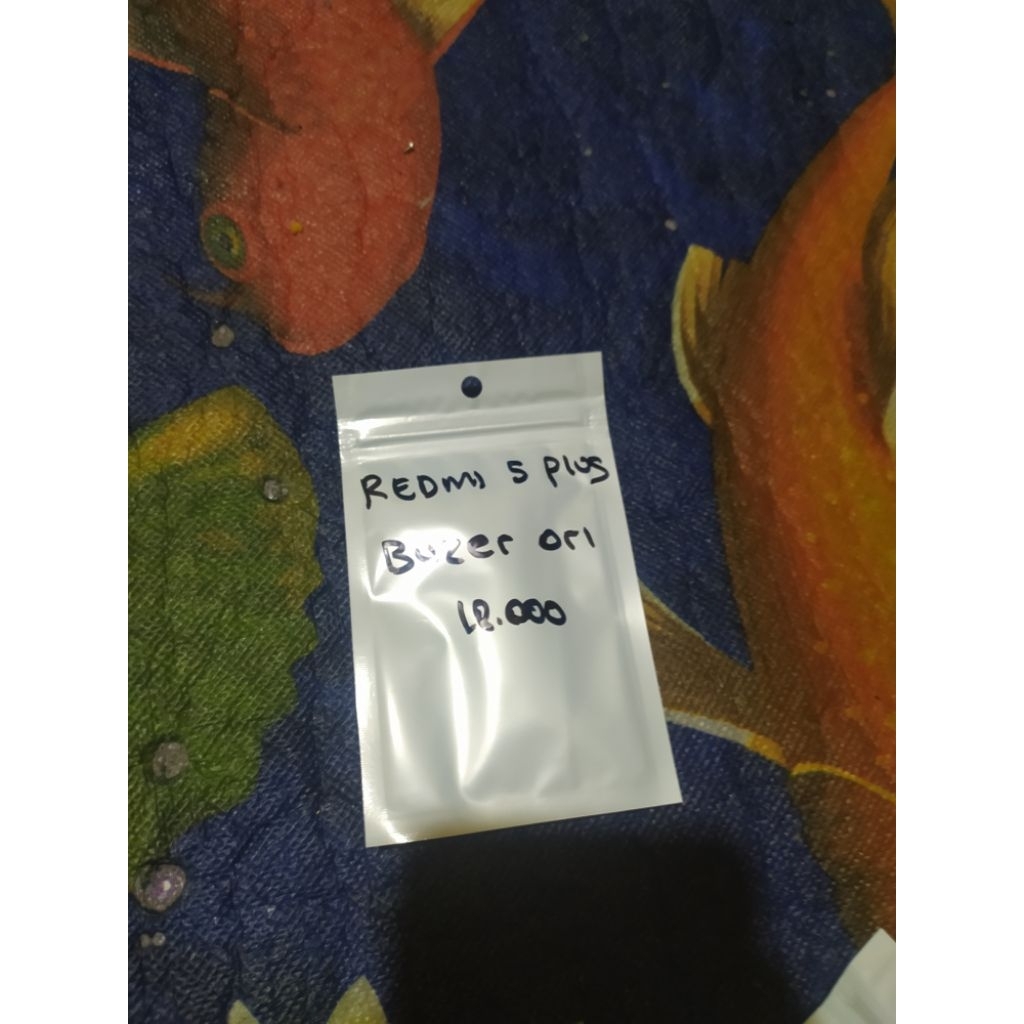 REDMI 5 Plus
Buzer ori
18.000